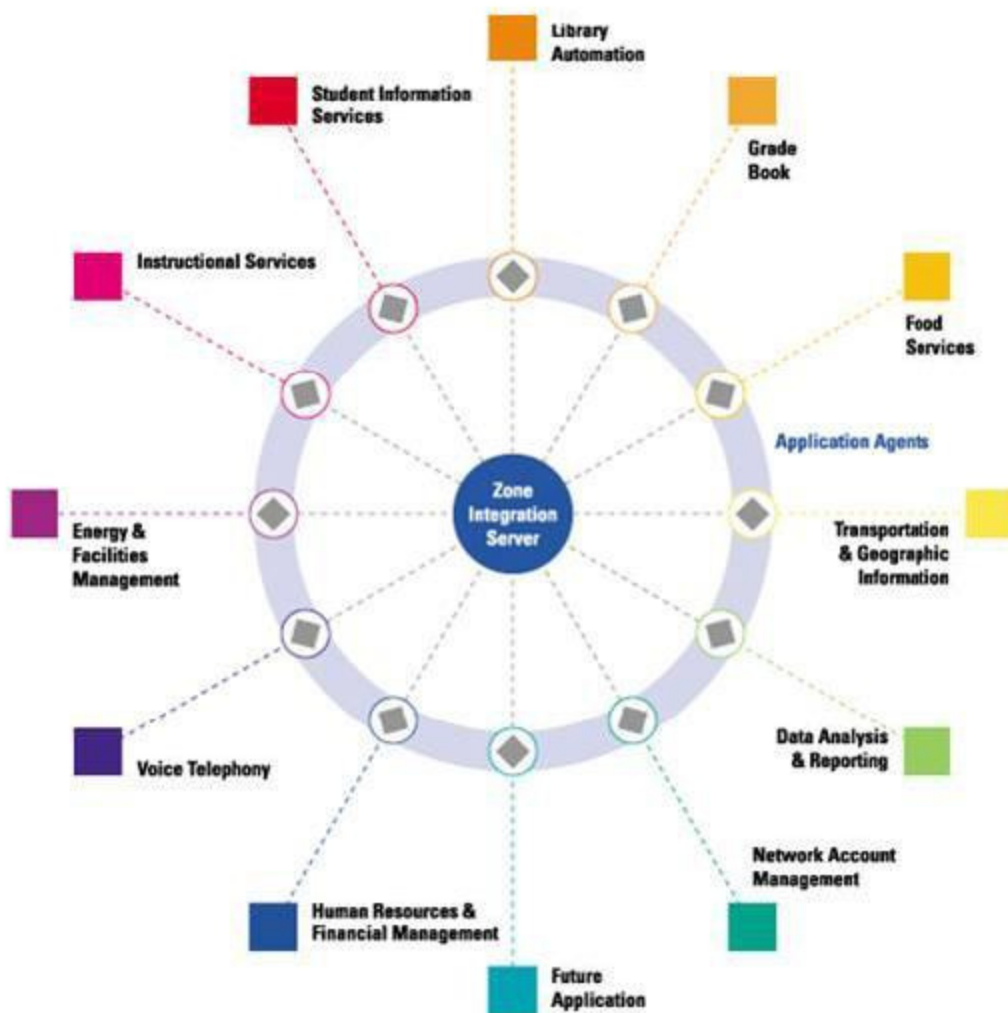 Library
Automation
Student Information
Services
Grade
Book
Instructional Services
Food
Services
Application Agents
Zone
Integration
Server
Energy &
Facilities
Management
Transportation
& Geographic
Information
Data Analysis
& Reporting
Voice Telephony
Network Account
Management
Human Resources &
Financial Management
Future
Application